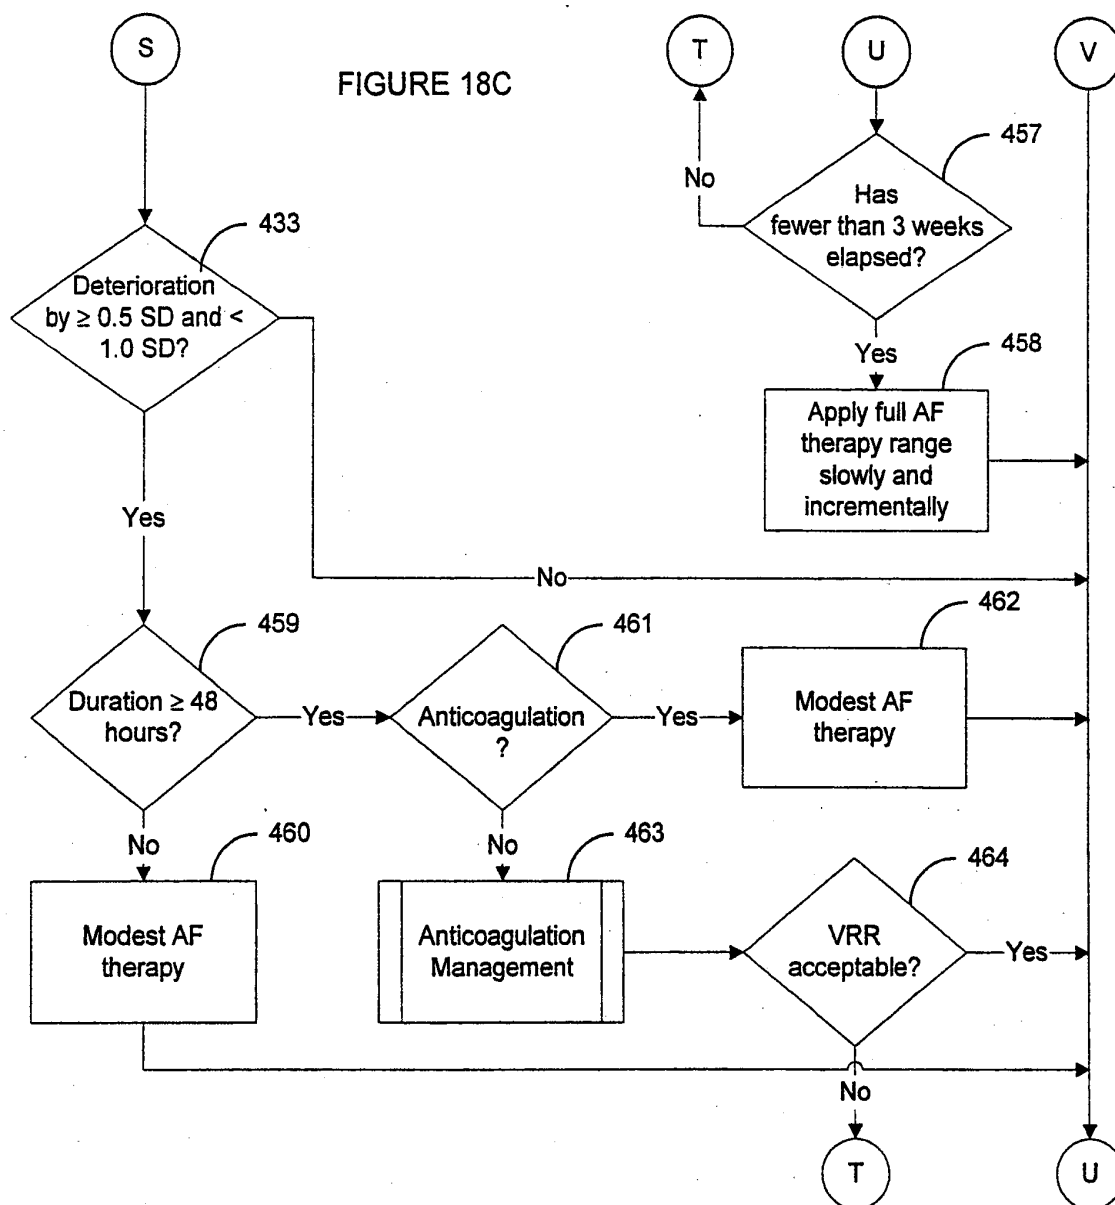 S
T
U
V
FIGURE 18C
457
No
Has
fewer than 3 weeks
elapsed?
433
Deterioration
by ≥ 0.5 SD and <
1.0 SD?
Yes
458
Apply full AF
therapy range
slowly and
incrementally
Yes
No
459
461
462
Duration ≥ 48
hours?
Yes
Anticoagulation
?
Yes
Modest AF
therapy
No
460
No
463
464
Modest AF
therapy
Anticoagulation
Management
VRR
acceptable?
Yes
No
T
U